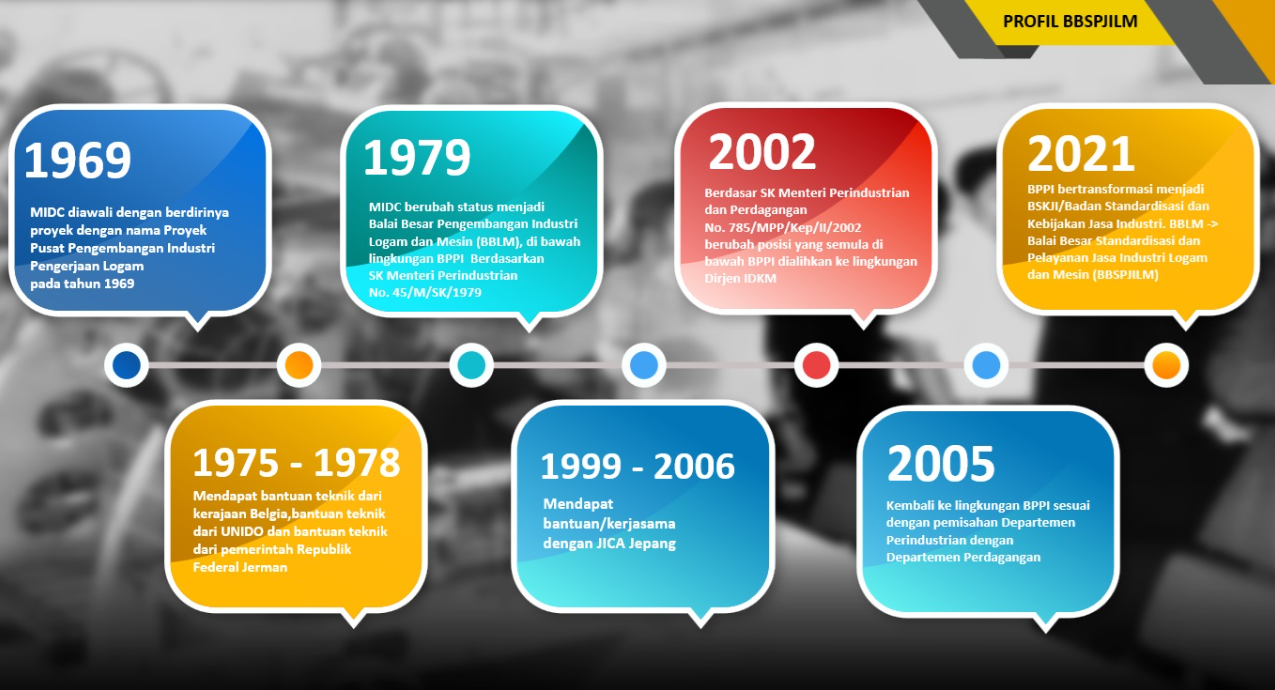 PROFIL BBSPJILM
1969
MIDC diawali dengan berdirinya
proyek dengan nama Proyek
Pusat Pengembangan Industri
Pengerjaan Logam
pada tahun 1969
1975 - 1978
Mendapat bantuan teknik dari
kerajaan Belgia,bantuan teknik
dari UNIDO dan bantuan teknik
dari pemerintah Republik
Federal Jerman
1979
MIDC berubah status menjadi
Balai Besar Pengembangan Industri
Logam dan Mesin (BBLM), di bawah
lingkungan BPPI Berdasarkan
SK Menteri Perindustrian
No. 45/M/SK/1979
1999 - 2006
Mendapat
bantuan/kerjasama
dengan JICA Jepang
2002
Berdasar SK Menteri Perindustrian
dan Perdagangan
No. 785/MPP/Kep/II/2002
berubah posisi yang semula di
bawah BPPI dialihkan ke lingkungan
Dirjen IDKM
2005
Kembali ke lingkungan BPPI sesuai
dengan pemisahan Departemen
Perindustrian dengan
Departemen Perdagangan
2021
BPPI bertransformasi menjadi
BSKJI/Badan Standardisasi dan
Kebijakan Jasa Industri. BBLM ->
Balai Besar Standardisasi dan
Pelayanan Jasa Industri Logam
dan Mesin (BBSPJILM)